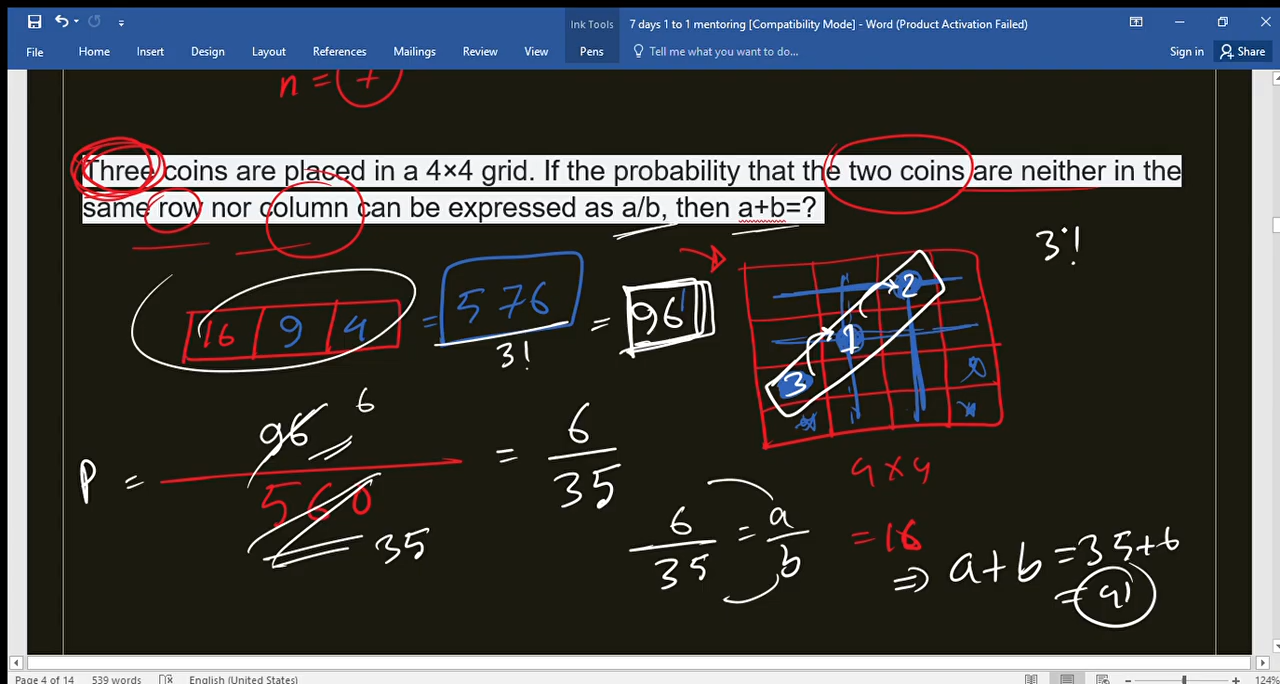 Ink Tools
7 days 1 to 1 mentoring [Compatibility Mode] - Word (Product Activation Failed)
File Home Insert Design Layout References Mailings Review View Pens Tell me what you want to do... Sign in Share
n = 7
Three coins are placed in a 4×4 grid. If the probability that the two coins are neither in the
same row nor column can be expressed as a/b, then a+b=?
3!
16 9 4 = 576 / 3! = 96
2
1
3
4×4
= 16
P = 96 / 560 = 6 / 35
6
35
6/35 = a/b
⇒ a+b = 35+6
= 41
Page 4 of 14 539 words English (United States) 124%